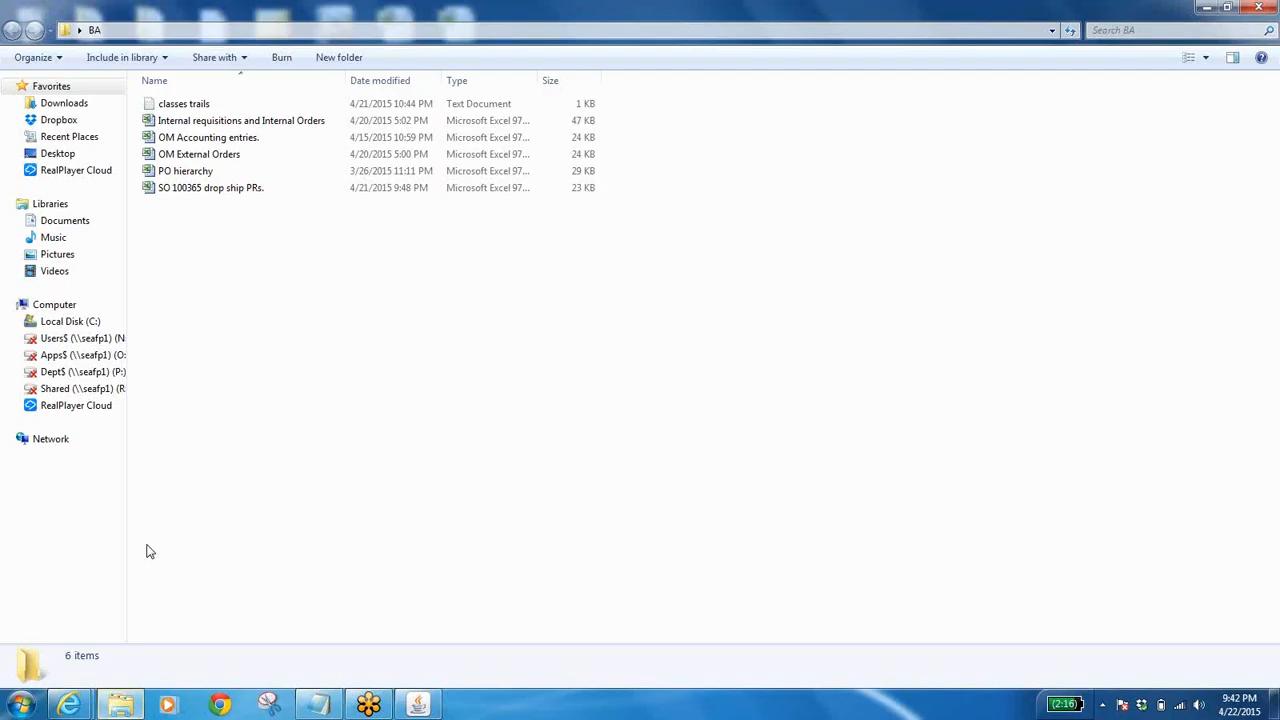 BA
Search BA
Organize Include in library Share with Burn New folder
Name Date modified Type Size
Favorites
Downloads
Dropbox
Recent Places
Desktop
RealPlayer Cloud
Libraries
Documents
Music
Pictures
Videos
Computer
Local Disk (C:)
Users$ (\\seafp1) (N
Apps$ (\\seafp1) (O:
Dept$ (\\seafp1) (P:)
Shared (\\seafp1) (R
RealPlayer Cloud
Network
classes trails 4/21/2015 10:44 PM Text Document 1 KB
Internal requisitions and Internal Orders 4/20/2015 5:02 PM Microsoft Excel 97... 47 KB
OM Accounting entries. 4/15/2015 10:59 PM Microsoft Excel 97... 24 KB
OM External Orders 4/20/2015 5:00 PM Microsoft Excel 97... 24 KB
PO hierarchy 3/26/2015 11:11 PM Microsoft Excel 97... 29 KB
SO 100365 drop ship PRs. 4/21/2015 9:48 PM Microsoft Excel 97... 23 KB
6 items
(2:16)
9:42 PM
4/22/2015